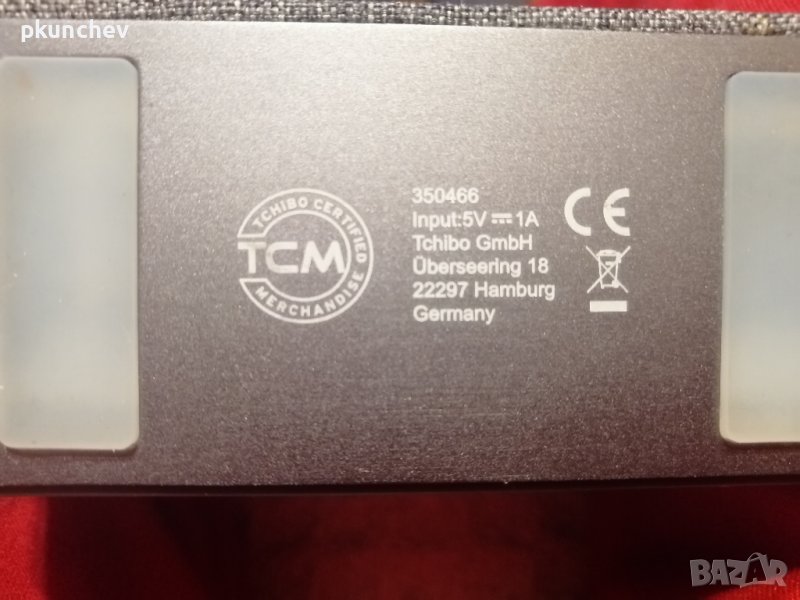 pkunchev
TCHIBO CERTIFIED
TCM
MERCHANDISE
350466
Input:5V⎓1A
Tchibo GmbH
Überseering 18
22297 Hamburg
Germany
CE
BAZAR